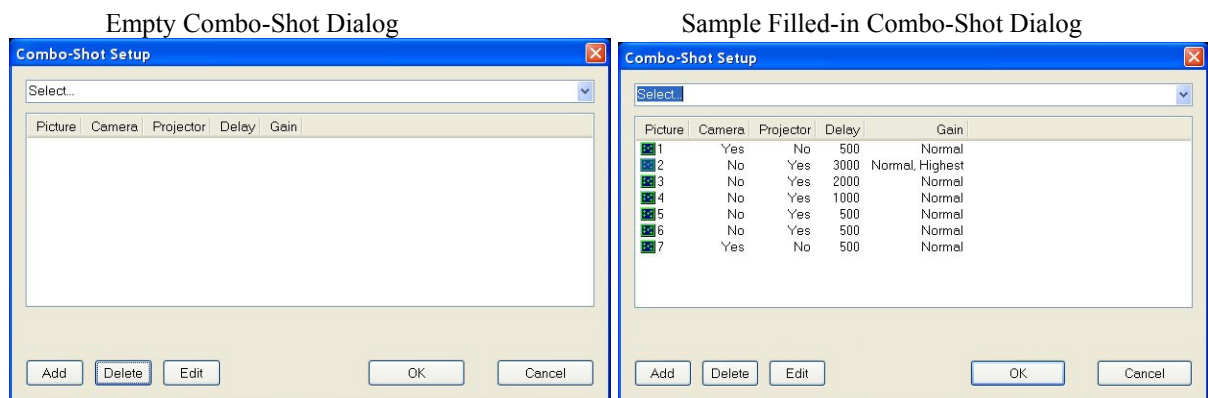 Empty Combo-Shot Dialog
Combo-Shot Setup
Select...
Picture Camera Projector Delay Gain
Add Delete Edit OK Cancel
Sample Filled-in Combo-Shot Dialog
Combo-Shot Setup
Select...
Picture Camera Projector Delay Gain
1 Yes No 500 Normal
2 No Yes 3000 Normal, Highest
3 No Yes 2000 Normal
4 No Yes 1000 Normal
5 No Yes 500 Normal
6 No Yes 500 Normal
7 Yes No 500 Normal
Add Delete Edit OK Cancel